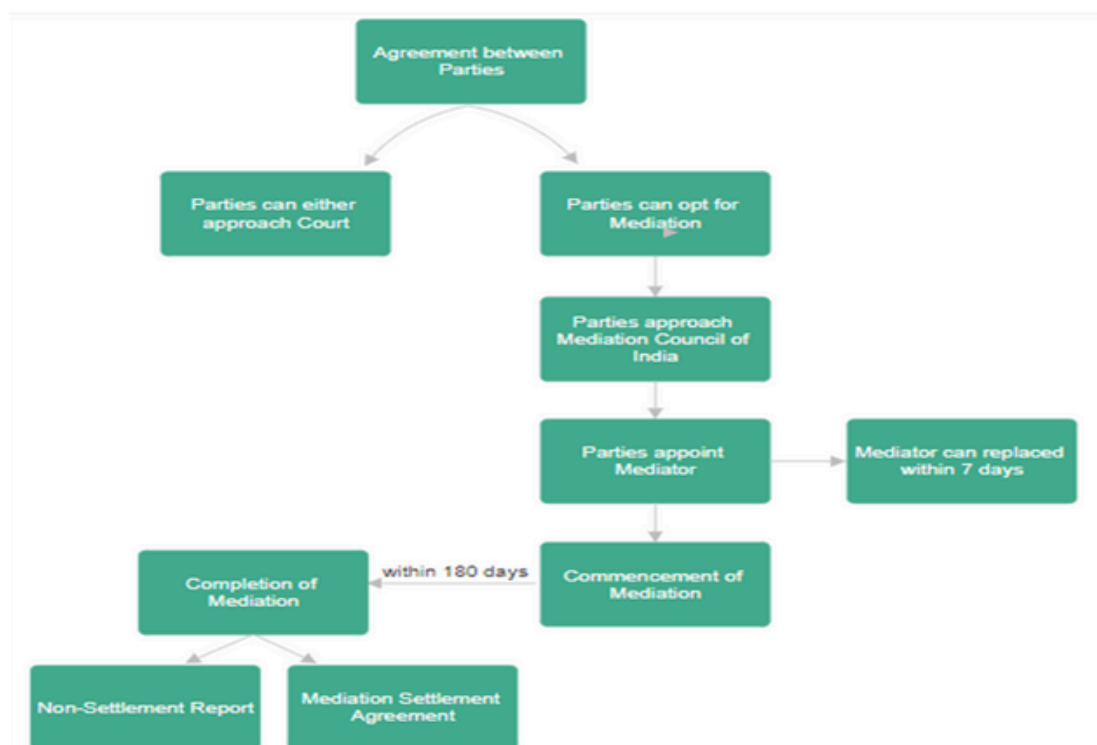 Agreement between
Parties
Parties can either
approach Court
Parties can opt for
Mediation
Parties approach
Mediation Council of
India
Parties appoint
Mediator
Mediator can replaced
within 7 days
Commencement of
Mediation
within 180 days
Completion of
Mediation
Non-Settlement Report
Mediation Settlement
Agreement